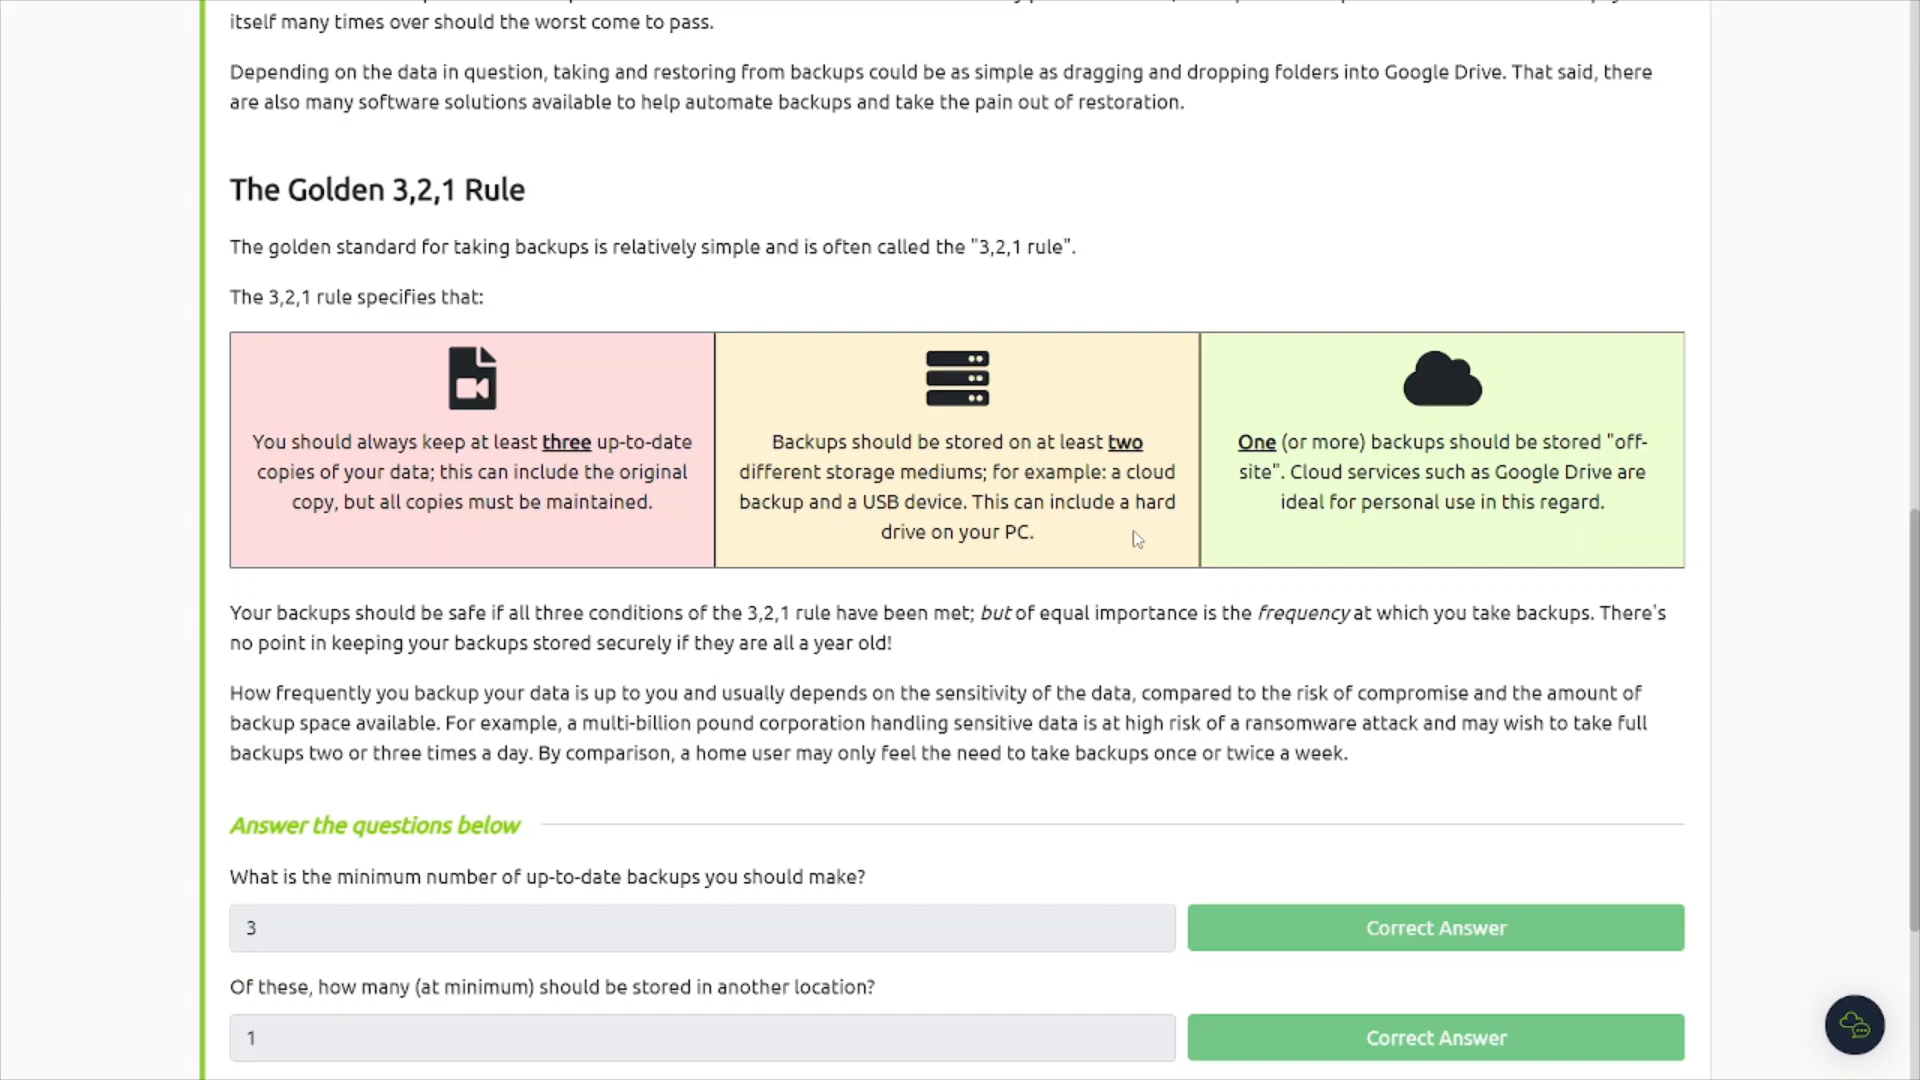 itself many times over should the worst come to pass.
Depending on the data in question, taking and restoring from backups could be as simple as dragging and dropping folders into Google Drive. That said, there
are also many software solutions available to help automate backups and take the pain out of restoration.
The Golden 3,2,1 Rule
The golden standard for taking backups is relatively simple and is often called the "3,2,1 rule".
The 3,2,1 rule specifies that:
You should always keep at least three up-to-date
copies of your data; this can include the original
copy, but all copies must be maintained.
Backups should be stored on at least two
different storage mediums; for example: a cloud
backup and a USB device. This can include a hard
drive on your PC.
One (or more) backups should be stored "off-
site". Cloud services such as Google Drive are
ideal for personal use in this regard.
Your backups should be safe if all three conditions of the 3,2,1 rule have been met; but of equal importance is the frequency at which you take backups. There's
no point in keeping your backups stored securely if they are all a year old!
How frequently you backup your data is up to you and usually depends on the sensitivity of the data, compared to the risk of compromise and the amount of
backup space available. For example, a multi-billion pound corporation handling sensitive data is at high risk of a ransomware attack and may wish to take full
backups two or three times a day. By comparison, a home user may only feel the need to take backups once or twice a week.
Answer the questions below
What is the minimum number of up-to-date backups you should make?
3
Correct Answer
Of these, how many (at minimum) should be stored in another location?
1
Correct Answer